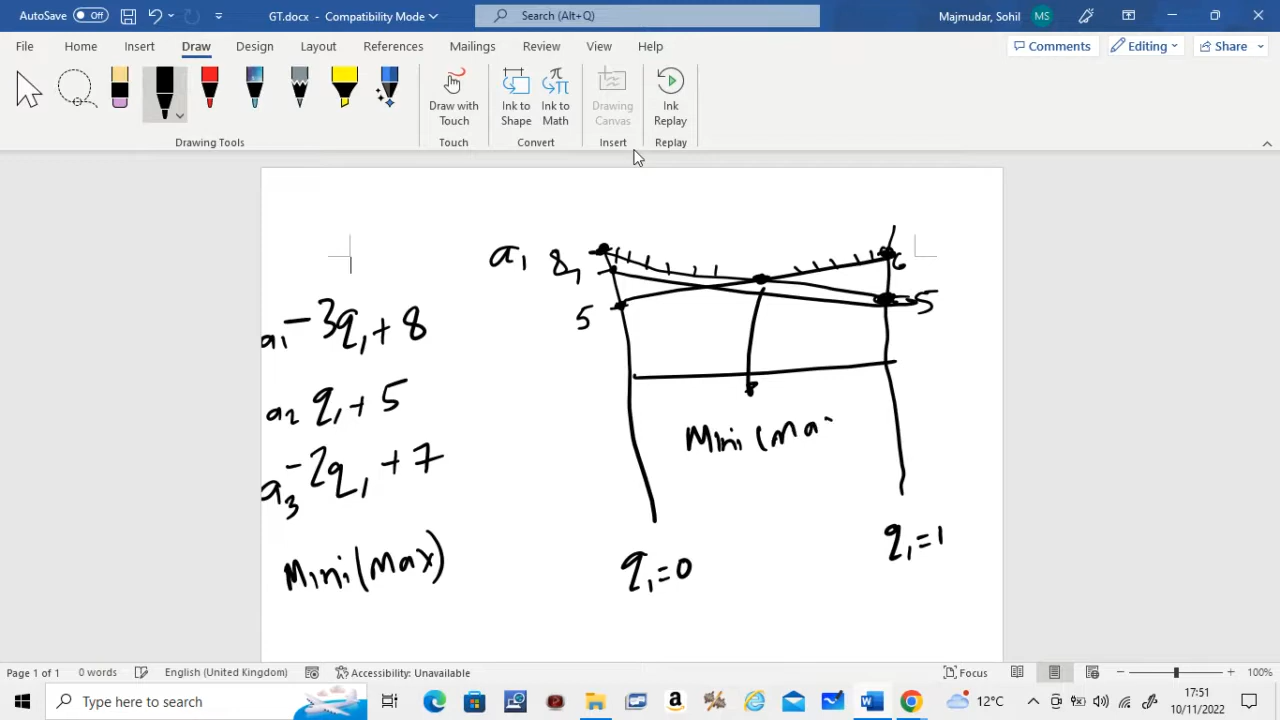 AutoSave Off GT.docx - Compatibility Mode Search (Alt+Q) Majmudar, Sohil MS
File Home Insert Draw Design Layout References Mailings Review View Help Comments Editing Share
Draw with Touch Ink to Shape Ink to Math Drawing Canvas Ink Replay
Drawing Tools Touch Convert Insert Replay
a1 8, 6
5 5
a1 -3q1 + 8
a2 q1 + 5
a3 -2q1 + 7
Mini (Ma
Mini (Max)
q1=0 q1=1
Page 1 of 1 0 words English (United Kingdom) Accessibility: Unavailable Focus 100%
Type here to search 12°C 17:51
10/11/2022